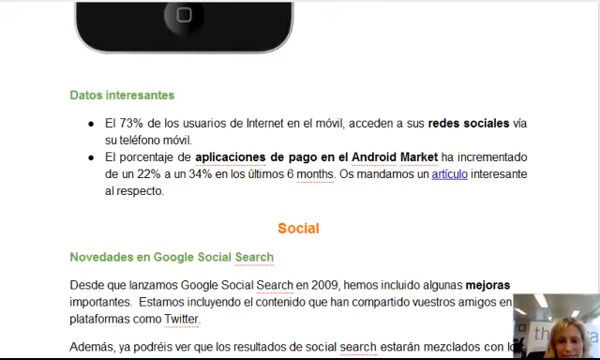 Datos interesantes
● El 73% de los usuarios de Internet en el móvil, acceden a sus redes sociales vía
su teléfono móvil.
● El porcentaje de aplicaciones de pago en el Android Market ha incrementado
de un 22% a un 34% en los últimos 6 months. Os mandamos un artículo interesante
al respecto.
Social
Novedades en Google Social Search
Desde que lanzamos Google Social Search en 2009, hemos incluido algunas mejoras
importantes. Estamos incluyendo el contenido que han compartido vuestros amigos en
plataformas como Twitter.
Además, ya podréis ver que los resultados de social search estarán mezclados con